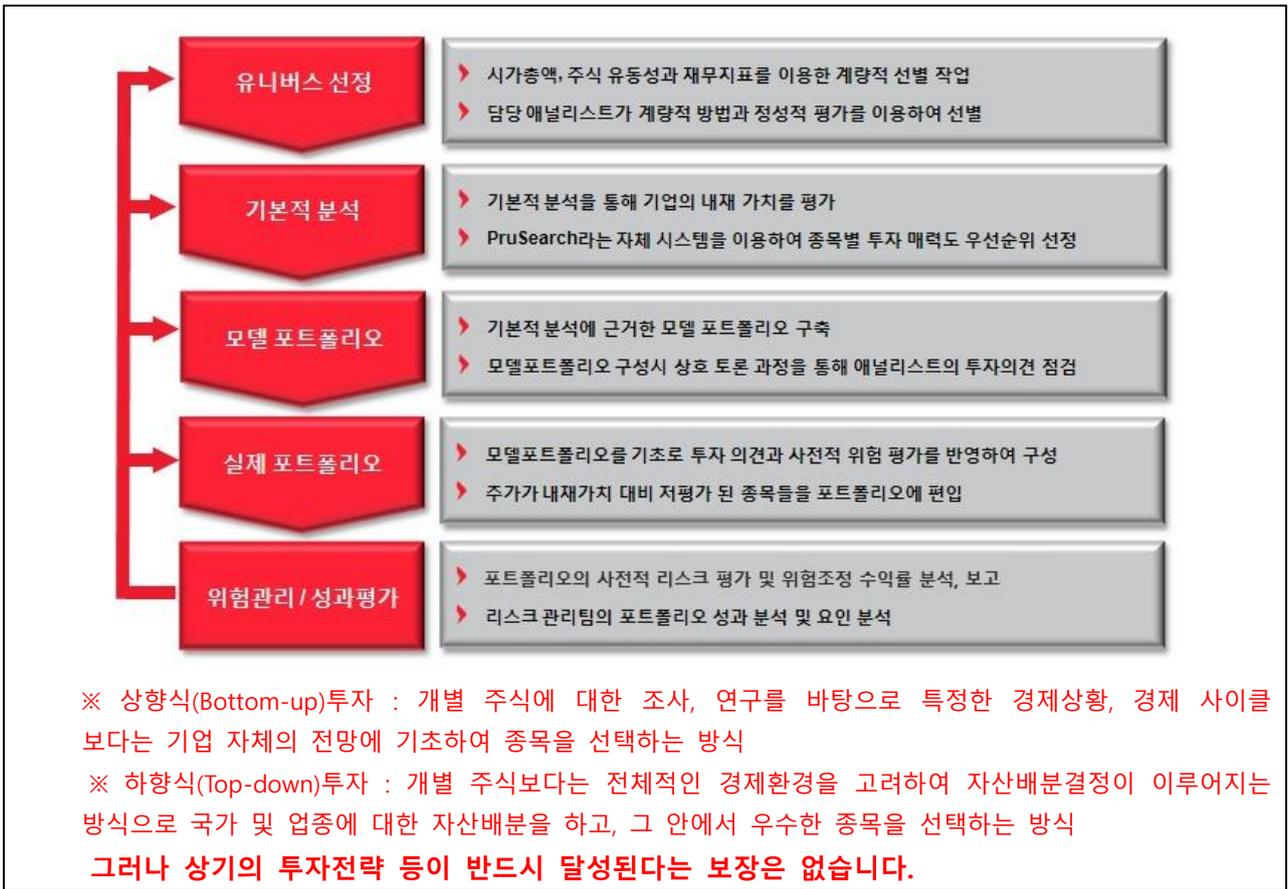 유니버스 선정
시가총액, 주식 유동성과 재무지표를 이용한 계량적 선별 작업
담당 애널리스트가 계량적 방법과 정성적 평가를 이용하여 선별
기본적 분석
기본적 분석을 통해 기업의 내재 가치를 평가
PruSearch라는 자체 시스템을 이용하여 종목별 투자 매력도 우선순위 선정
모델 포트폴리오
기본적 분석에 근거한 모델 포트폴리오 구축
모델포트폴리오 구성시 상호 토론 과정을 통해 애널리스트의 투자의견 점검
실제 포트폴리오
모델포트폴리오를 기초로 투자 의견과 사전적 위험 평가를 반영하여 구성
주가가 내재가치 대비 저평가 된 종목들을 포트폴리오에 편입
위험관리 / 성과평가
포트폴리오의 사전적 리스크 평가 및 위험조정 수익률 분석, 보고
리스크 관리팀의 포트폴리오 성과 분석 및 요인 분석
※ 상향식(Bottom-up)투자 : 개별 주식에 대한 조사, 연구를 바탕으로 특정한 경제상황, 경제 사이클
보다는 기업 자체의 전망에 기초하여 종목을 선택하는 방식
※ 하향식(Top-down)투자 : 개별 주식보다는 전체적인 경제환경을 고려하여 자산배분결정이 이루어지는
방식으로 국가 및 업종에 대한 자산배분을 하고, 그 안에서 우수한 종목을 선택하는 방식
그러나 상기의 투자전략 등이 반드시 달성된다는 보장은 없습니다.